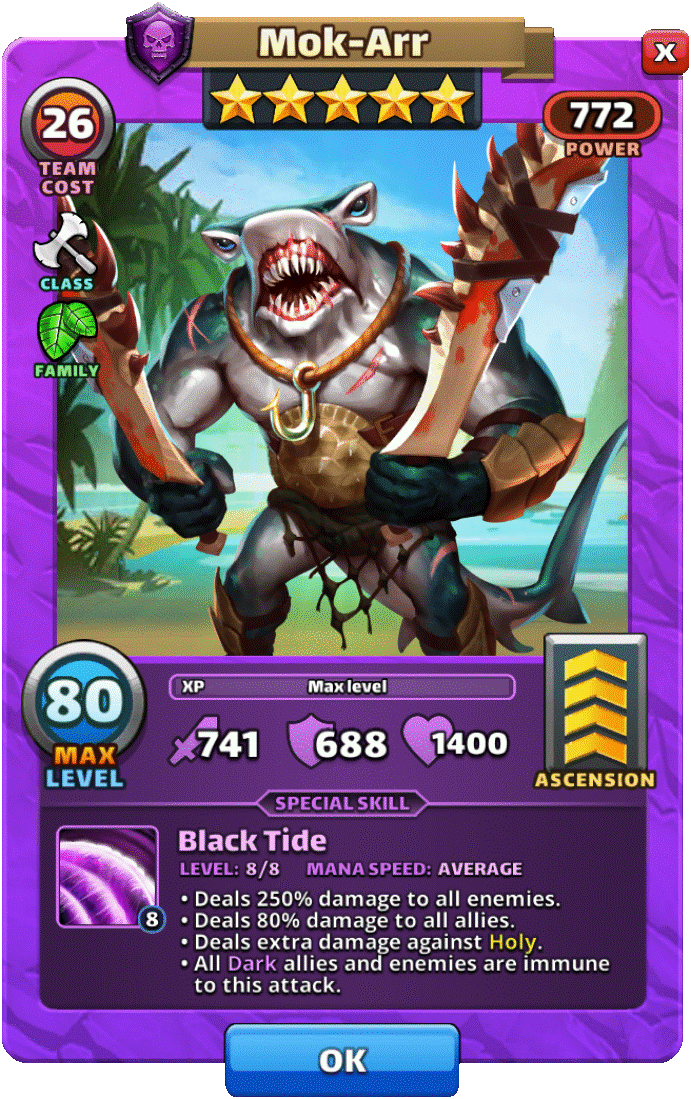 Mok-Arr
X
26
TEAM
COST
772
POWER
CLASS
FAMILY
80
MAX
LEVEL
XP Max level
741 688 1400
ASCENSION
SPECIAL SKILL
Black Tide
LEVEL: 8/8 MANA SPEED: AVERAGE
8
• Deals 250% damage to all enemies.
• Deals 80% damage to all allies.
• Deals extra damage against Holy.
• All Dark allies and enemies are immune
to this attack.
OK